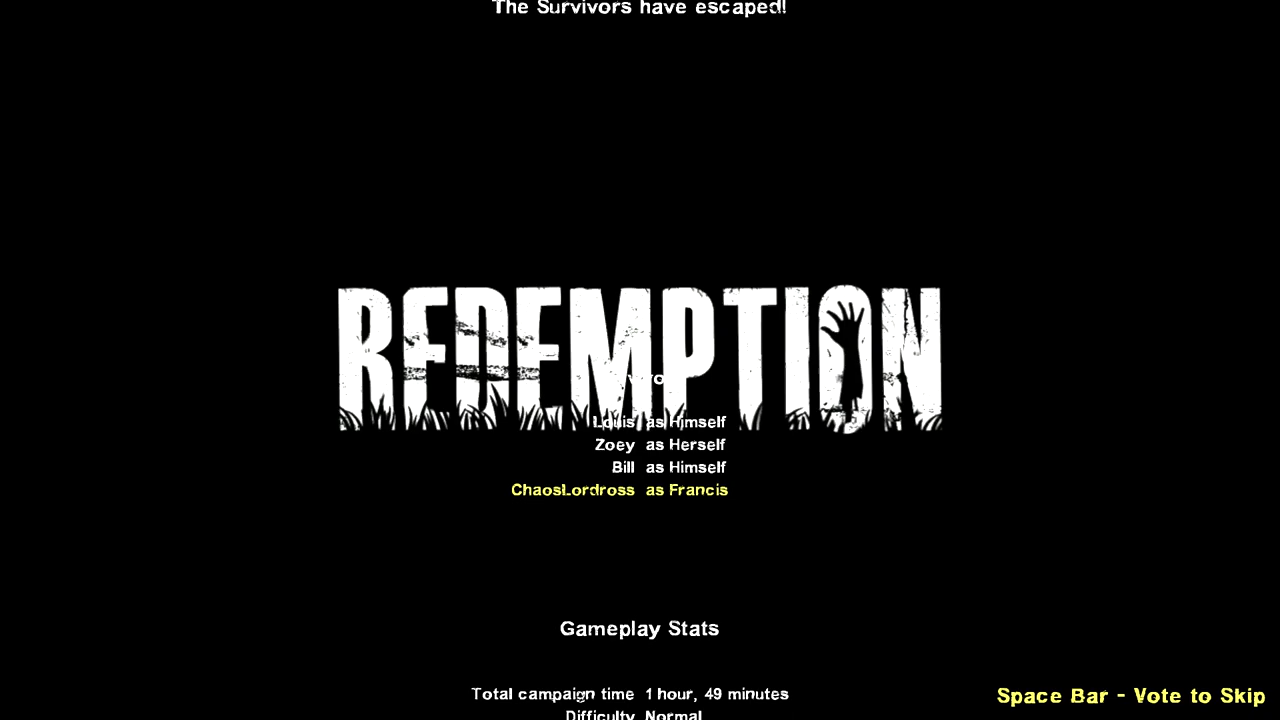 The Survivors have escaped!
REDEMPTION
Louis as Himself
Zoey as Herself
Bill as Himself
ChaosLordross as Francis
Gameplay Stats
Total campaign time 1 hour, 49 minutes
Difficulty Normal
Space Bar - Vote to Skip